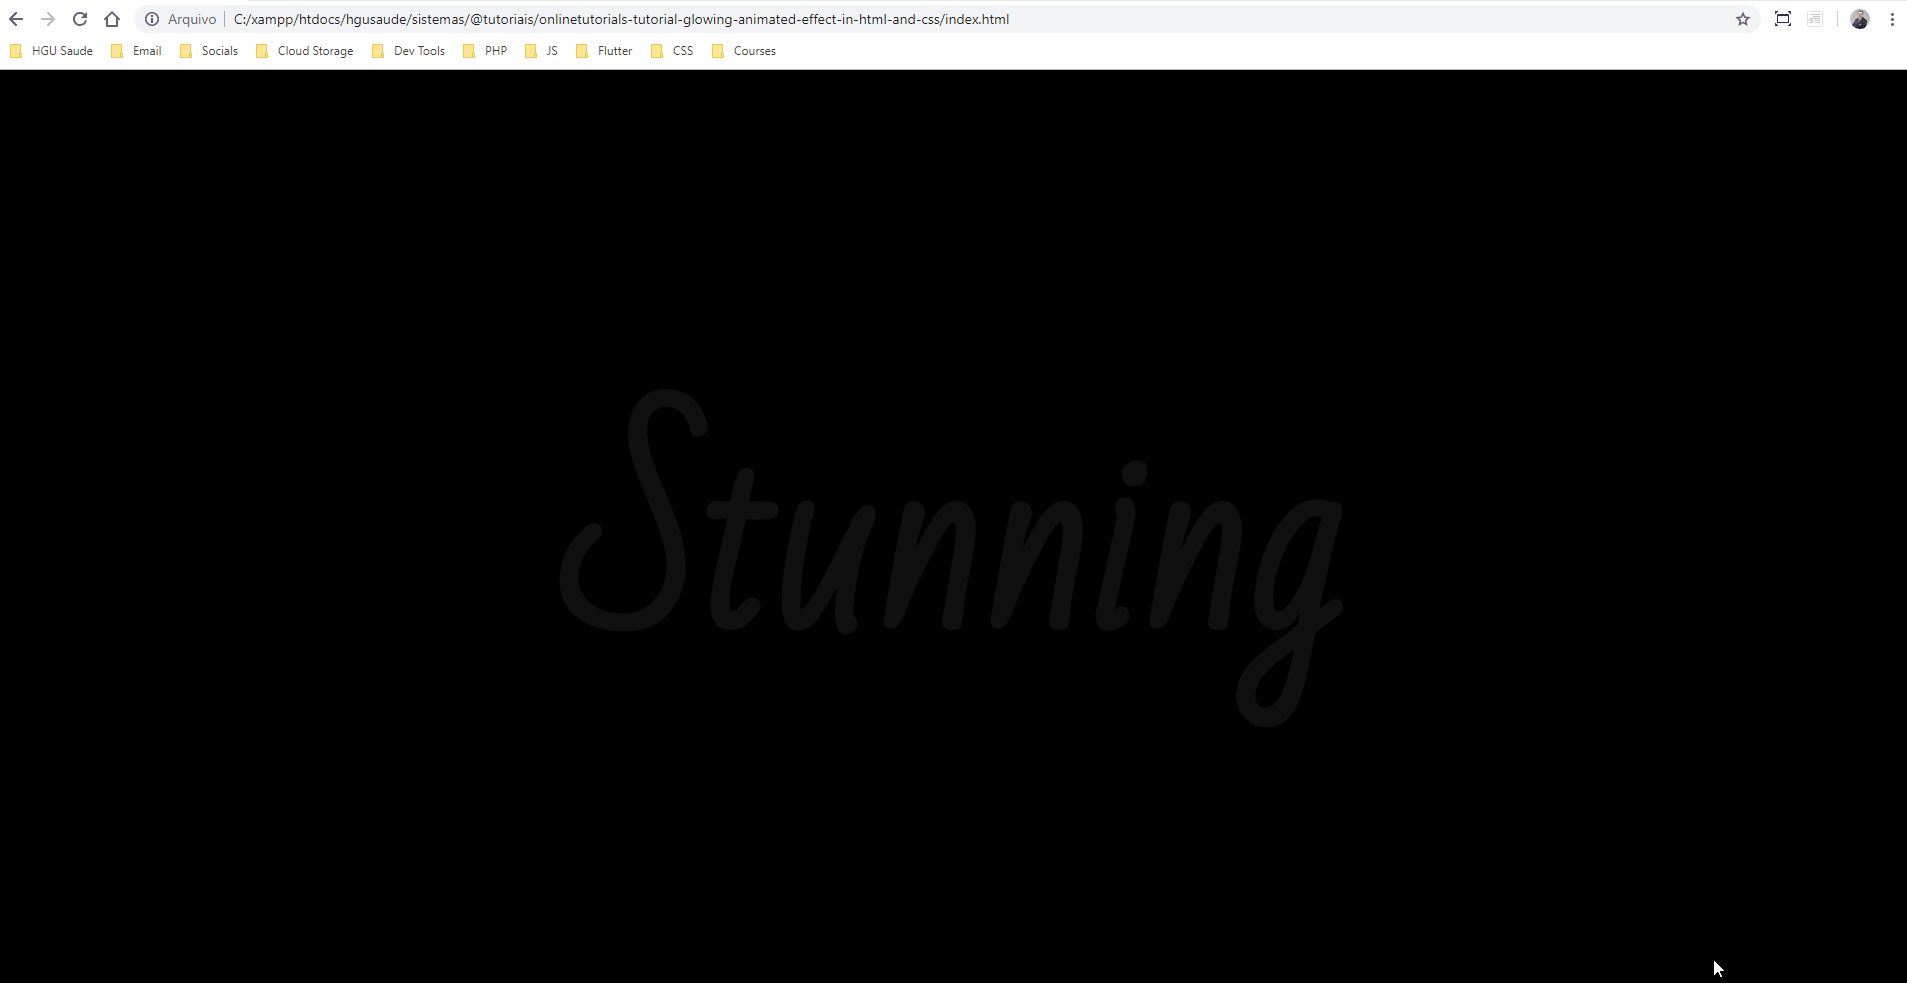 Arquivo C:/xampp/htdocs/hgusaude/sistemas/@tutoriais/onlinetutorials-tutorial-glowing-animated-effect-in-html-and-css/index.html
HGU Saude Email Socials Cloud Storage Dev Tools PHP JS Flutter CSS Courses
Stunning